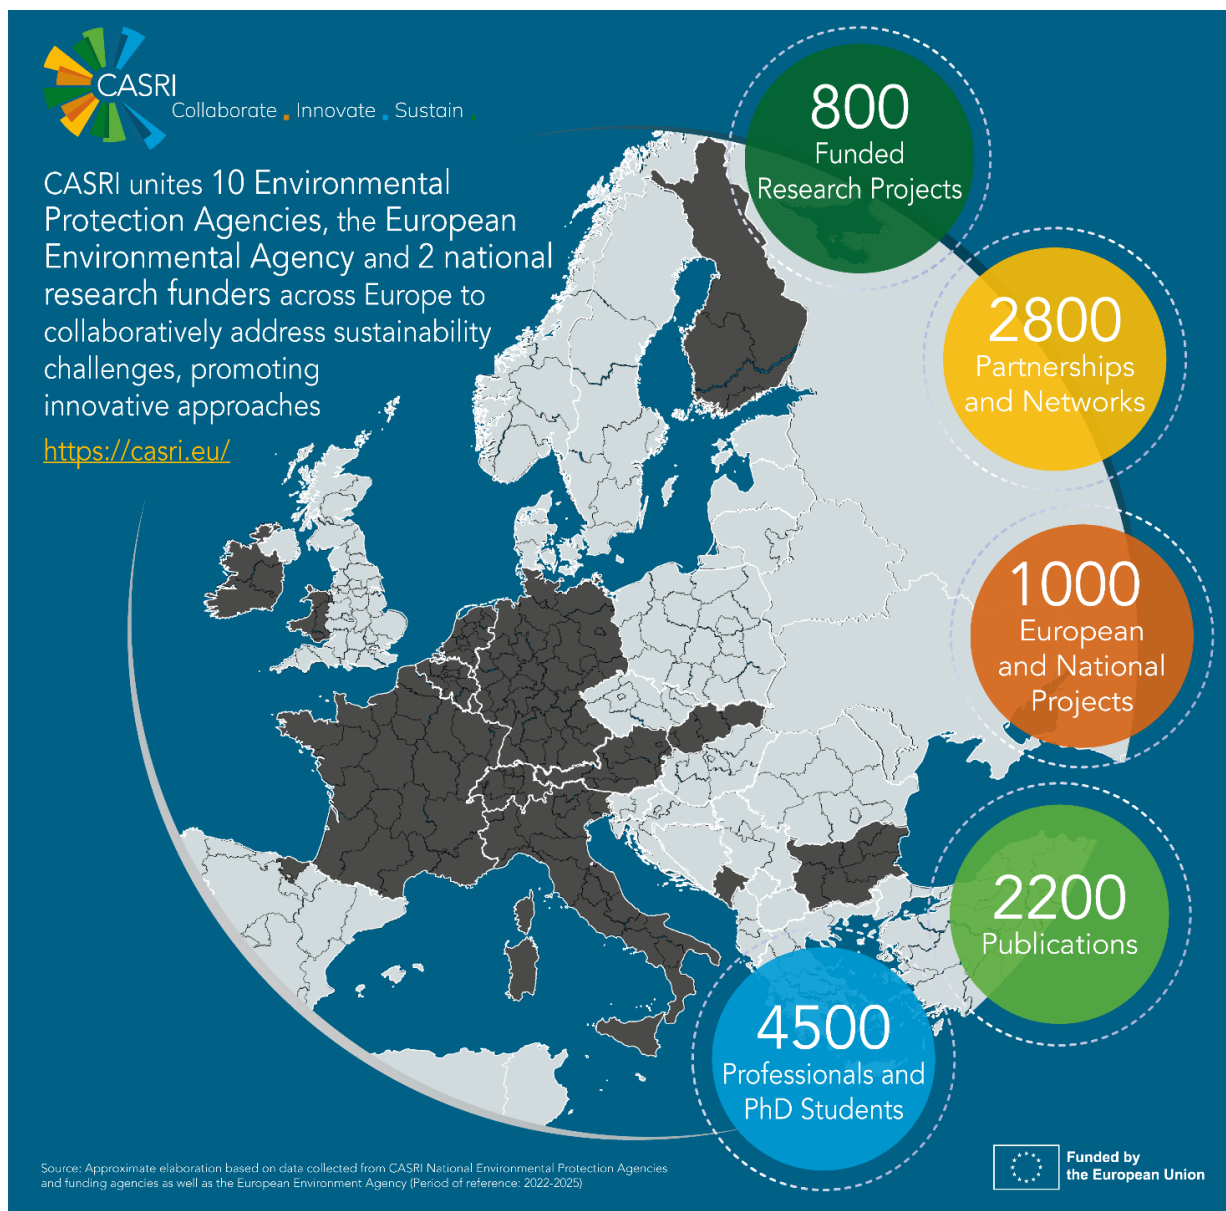 CASRI
Collaborate . Innovate . Sustain .
CASRI unites 10 Environmental
Protection Agencies, the European
Environmental Agency and 2 national
research funders across Europe to
collaboratively address sustainability
challenges, promoting
innovative approaches
https://casri.eu/
800
Funded
Research Projects
2800
Partnerships
and Networks
1000
European
and National
Projects
2200
Publications
4500
Professionals and
PhD Students
Source: Approximate elaboration based on data collected from CASRI National Environmental Protection Agencies
and funding agencies as well as the European Environment Agency (Period of reference: 2022-2025)
Funded by
the European Union